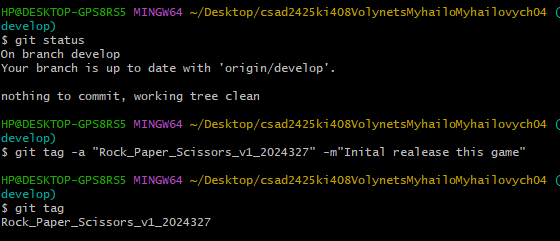 HP@DESKTOP-GPS8RS5 MINGW64 ~/Desktop/csad2425ki408VolynetsMyhailoMyhailovych04 (
develop)
$ git status
On branch develop
Your branch is up to date with 'origin/develop'.
nothing to commit, working tree clean
HP@DESKTOP-GPS8RS5 MINGW64 ~/Desktop/csad2425ki408VolynetsMyhailoMyhailovych04 (
develop)
$ git tag -a "Rock_Paper_Scissors_v1_2024327" -m"Inital realease this game"
HP@DESKTOP-GPS8RS5 MINGW64 ~/Desktop/csad2425ki408VolynetsMyhailoMyhailovych04 (
develop)
$ git tag
Rock_Paper_Scissors_v1_2024327